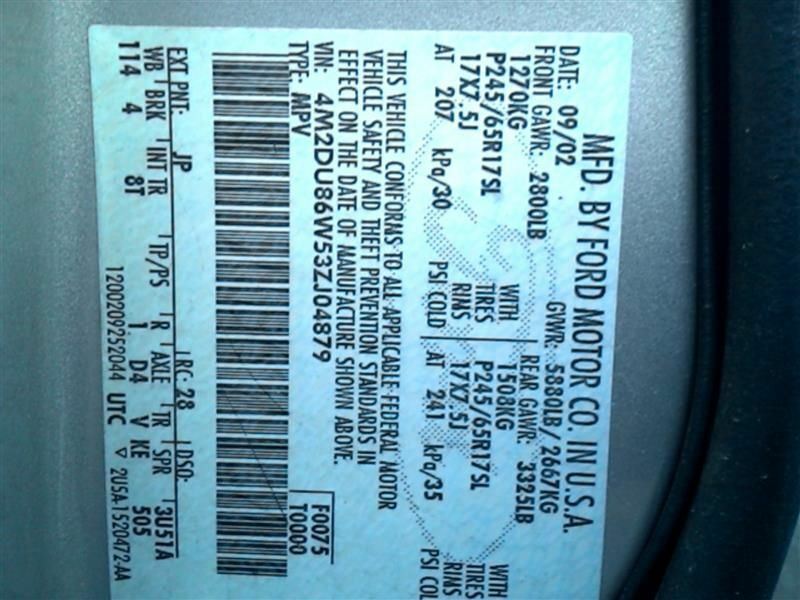 MFD. BY FORD MOTOR CO. IN U.S.A.
DATE: 09/02 GVWR: 5880LB/ 2667KG
FRONT GAWR: 2800LB REAR GAWR: 3325LB
1270KG WITH 1508KG WITH
P245/65R17SL TIRES P245/65R17SL TIRES
17X7.5J RIMS 17X7.5J RIMS
AT 207 kPa/30 PSI COLD AT 241 kPa/35 PSI COL
THIS VEHICLE CONFORMS TO ALL APPLICABLE FEDERAL MOTOR
VEHICLE SAFETY AND THEFT PREVENTION STANDARDS IN
EFFECT ON THE DATE OF MANUFACTURE SHOWN ABOVE.
VIN: 4M2DU86W53ZJ04879 F0075
TYPE: MPV T0000
EXT PNT: JP RC: 28 DSO: 3U51A
WB BRK INT TR TP/PS R AXLE TR SPR 505
114 4 8T 1 D4 V KE
1200209252044 UTC ▽ 2U5A-1520472-AA